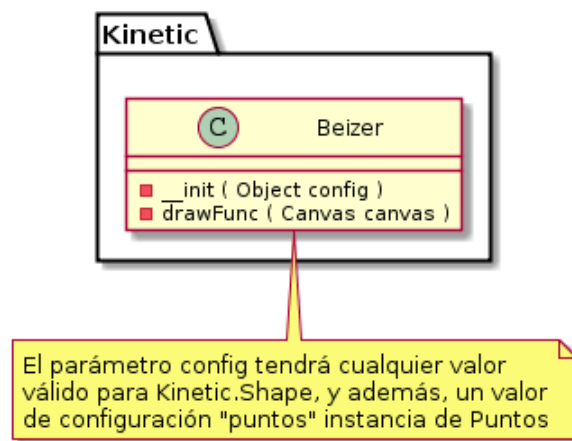 Kinetic
C Beizer
__init ( Object config )
drawFunc ( Canvas canvas )
El parámetro config tendrá cualquier valor
válido para Kinetic.Shape, y además, un valor
de configuración "puntos" instancia de Puntos